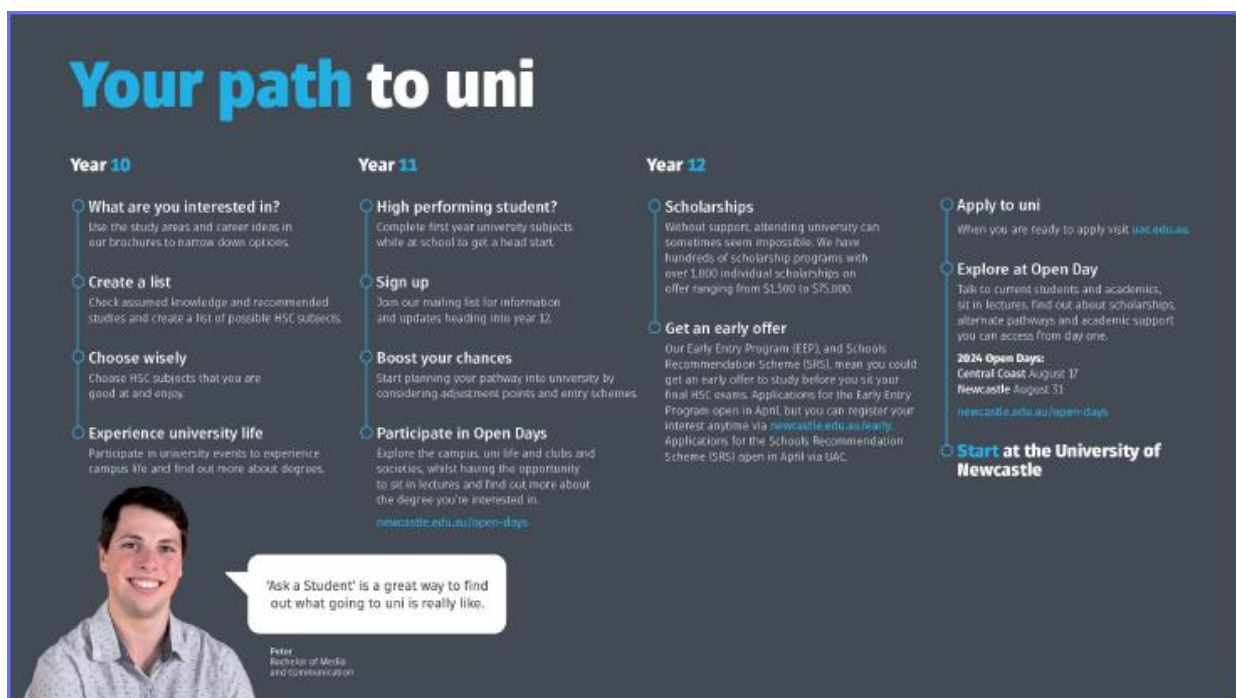 Your path to uni
Year 10
What are you interested in?
Use the study areas and career ideas in
our brochures to narrow down options.
Create a list
Check assumed knowledge and recommended
studies and create a list of possible HSC subjects.
Choose wisely
Choose HSC subjects that you are
good at and enjoy.
Experience university life
Participate in university events to experience
campus life and find out more about degrees.
Year 11
High performing student?
Complete first year university subjects
while at school to get a head start.
Sign up
Join our mailing list for information
and updates heading into year 12.
Boost your chances
Start planning your pathway into university by
considering adjustment points and entry schemes.
Participate in Open Days
Explore the campus, uni life and clubs and
societies, whilst having the opportunity
to sit in lectures and find out more about
the degree you're interested in.
newcastle.edu.au/open-days
Year 12
Scholarships
Without support, attending university can
sometimes seem impossible. We have
hundreds of scholarship programs with
over 1,800 individual scholarships on
offer ranging from $1,500 to $75,000.
Get an early offer
Our Early Entry Program (EEP), and Schools
Recommendation Scheme (SRS), mean you could
get an early offer to study before you sit your
final HSC exams. Applications for the Early Entry
Program open in April, but you can register your
interest anytime via newcastle.edu.au/early.
Applications for the Schools Recommendation
Scheme (SRS) open in April via UAC.
Apply to uni
When you are ready to apply visit uac.edu.au.
Explore at Open Day
Talk to current students and academics,
sit in lectures, find out about scholarships,
alternate pathways and academic support
you can access from day one.
2024 Open Days:
Central Coast August 17
Newcastle August 31
newcastle.edu.au/open-days
Start at the University of
Newcastle
'Ask a Student' is a great way to find
out what going to uni is really like.
Peter
Bachelor of Media
and Communication